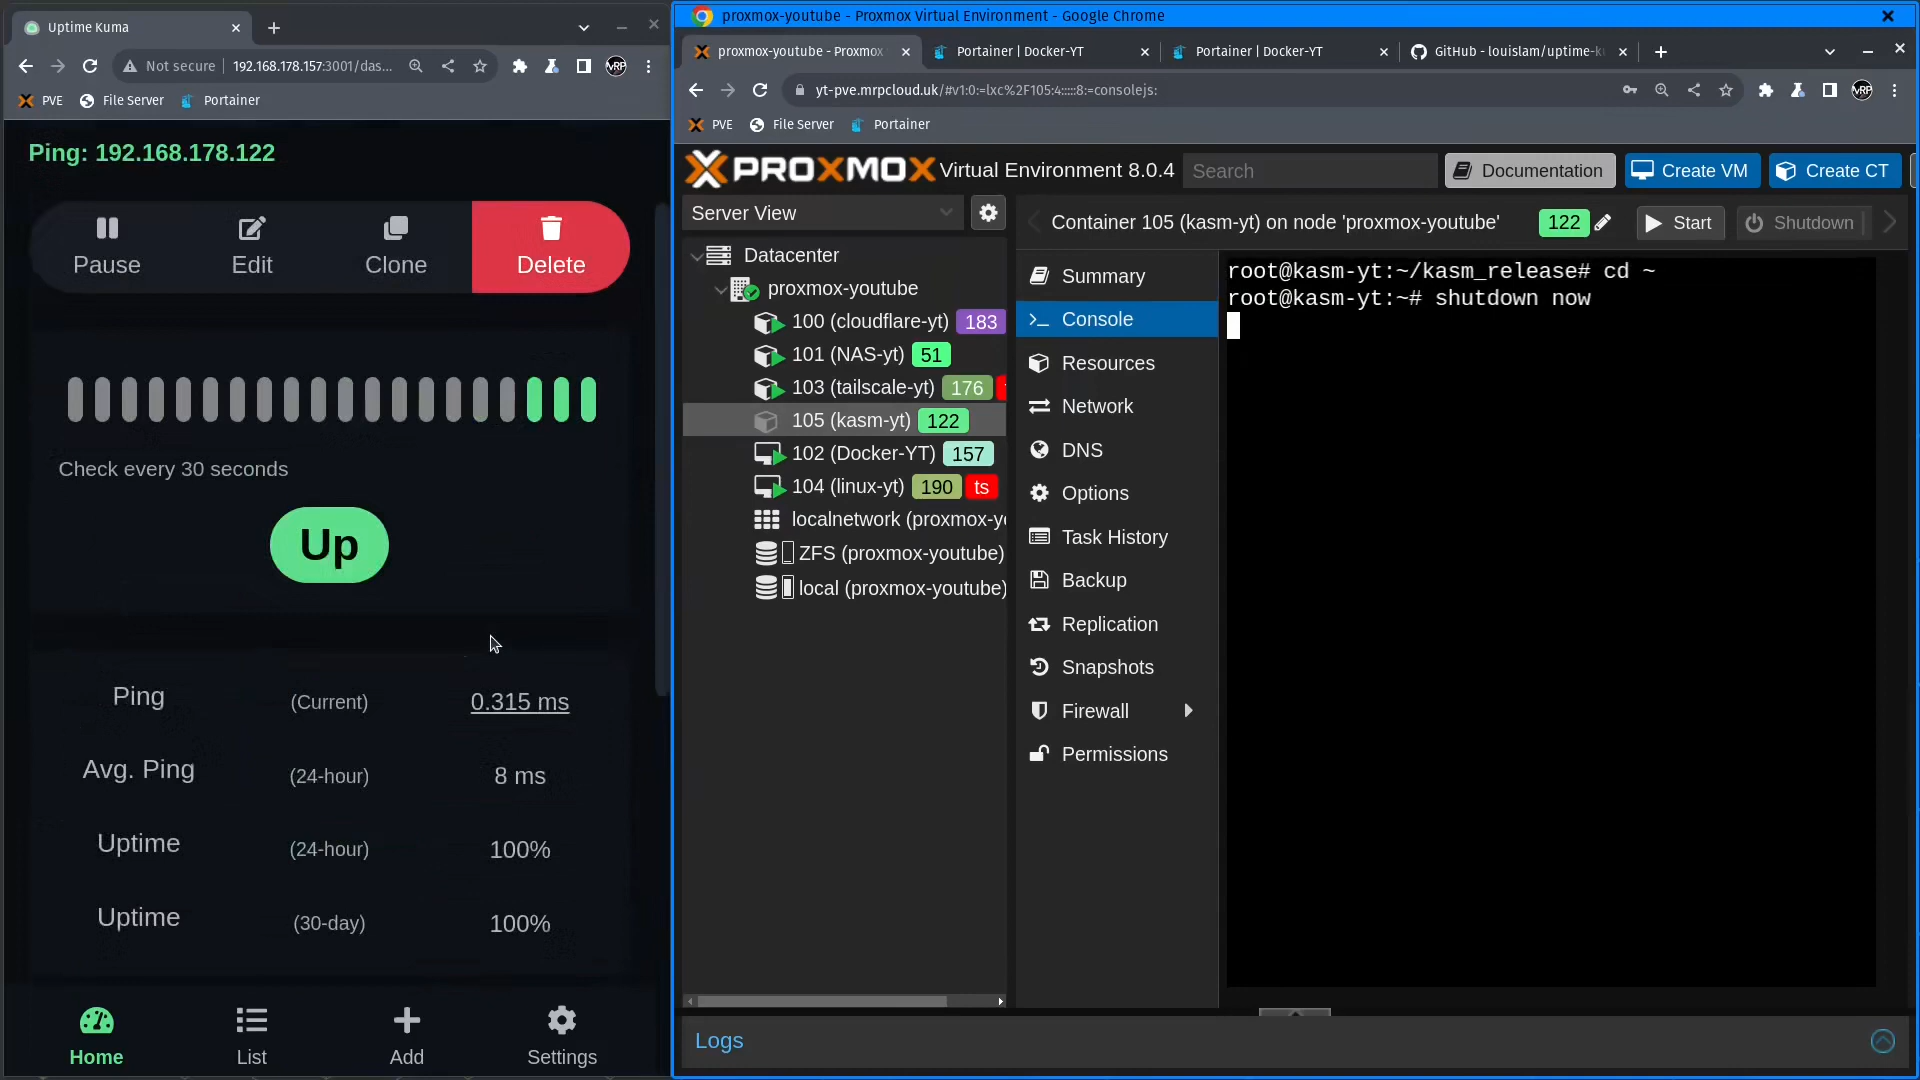 Uptime Kuma
Not secure
192.168.178.157:3001/das...
VRP
PVE
File Server
Portainer
Ping: 192.168.178.122
Pause
Edit
Clone
Delete
Check every 30 seconds
Up
Ping
(Current)
0.315 ms
Avg. Ping
(24-hour)
8 ms
Uptime
(24-hour)
100%
Uptime
(30-day)
100%
Home
List
Add
Settings
proxmox-youtube - Proxmox Virtual Environment - Google Chrome
proxmox-youtube - Proxmox
Portainer | Docker-YT
Portainer | Docker-YT
GitHub - louislam/uptime-k
yt-pve.mrpcloud.uk/#v1:0:=lxc%2F105:4:::::8:=consolejs:
VRP
PVE
File Server
Portainer
PROXMOX
Virtual Environment 8.0.4
Search
Documentation
Create VM
Create CT
Server View
Container 105 (kasm-yt) on node 'proxmox-youtube'
122
Start
Shutdown
Datacenter
proxmox-youtube
100 (cloudflare-yt) 183
101 (NAS-yt) 51
103 (tailscale-yt) 176
105 (kasm-yt) 122
102 (Docker-YT) 157
104 (linux-yt) 190 ts
localnetwork (proxmox-y
ZFS (proxmox-youtube)
local (proxmox-youtube)
Summary
Console
Resources
Network
DNS
Options
Task History
Backup
Replication
Snapshots
Firewall
Permissions
root@kasm-yt:~/kasm_release# cd ~
root@kasm-yt:~# shutdown now
Logs